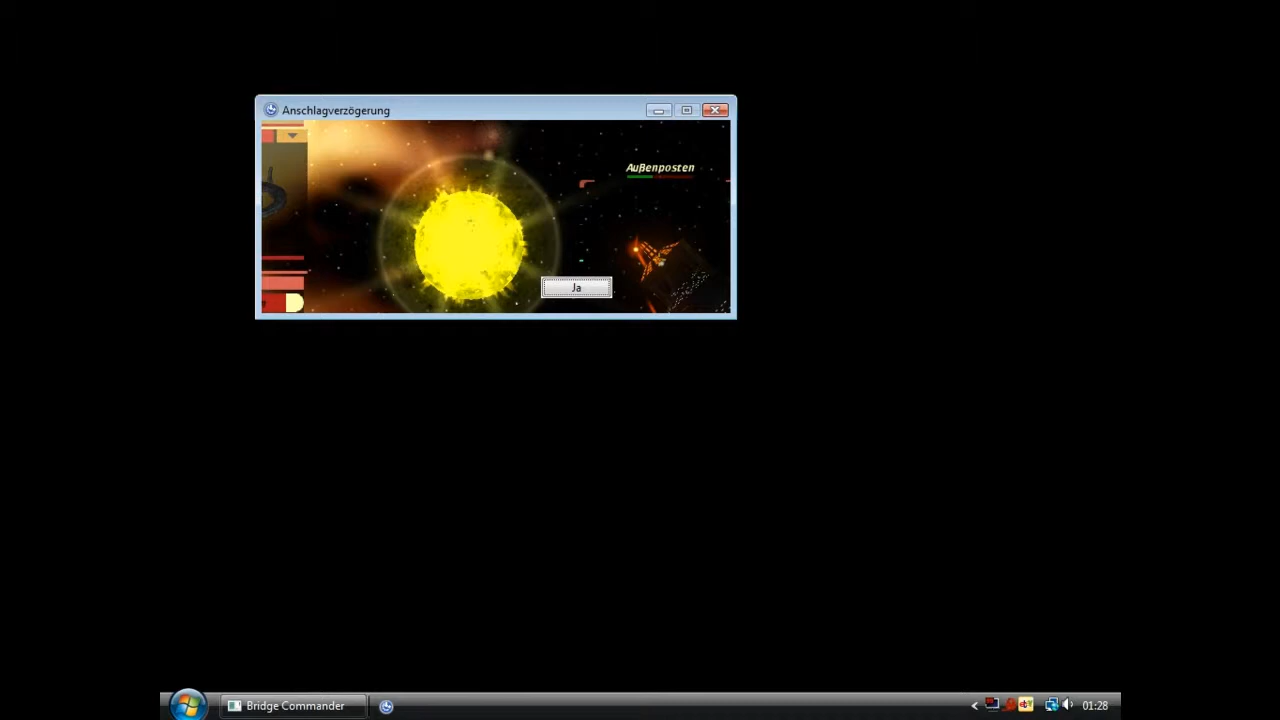 Anschlagverzögerung
Außenposten
Ja
Bridge Commander
01:28